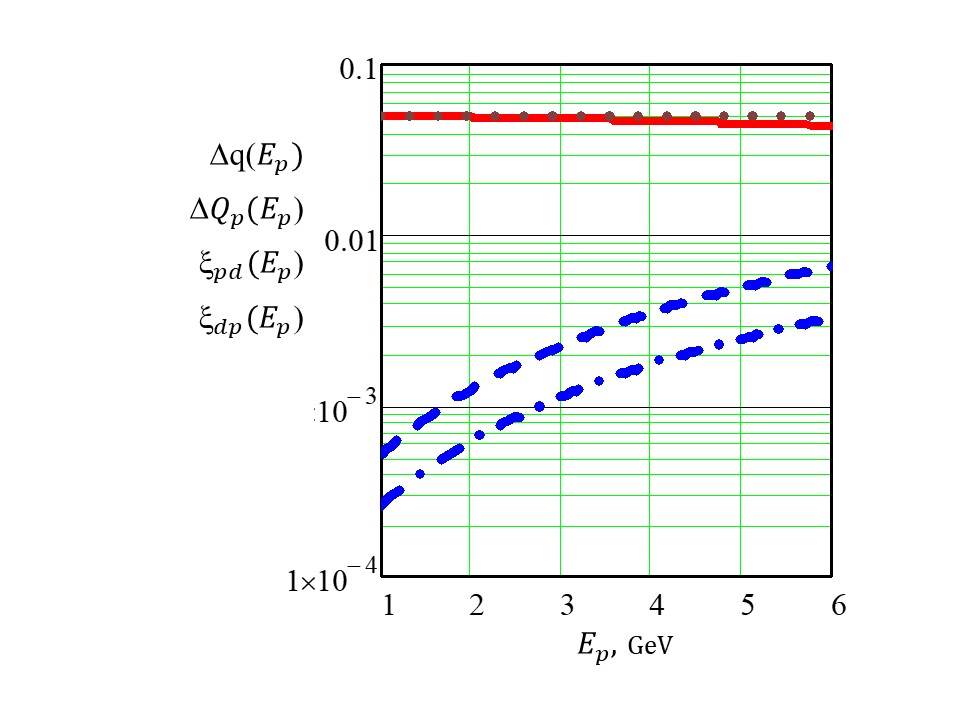 0.1
Δq(E_p)
ΔQ_p(E_p)
0.01
ξ_pd(E_p)
ξ_dp(E_p)
10⁻³
1×10⁻⁴
1 2 3 4 5 6
E_p, GeV